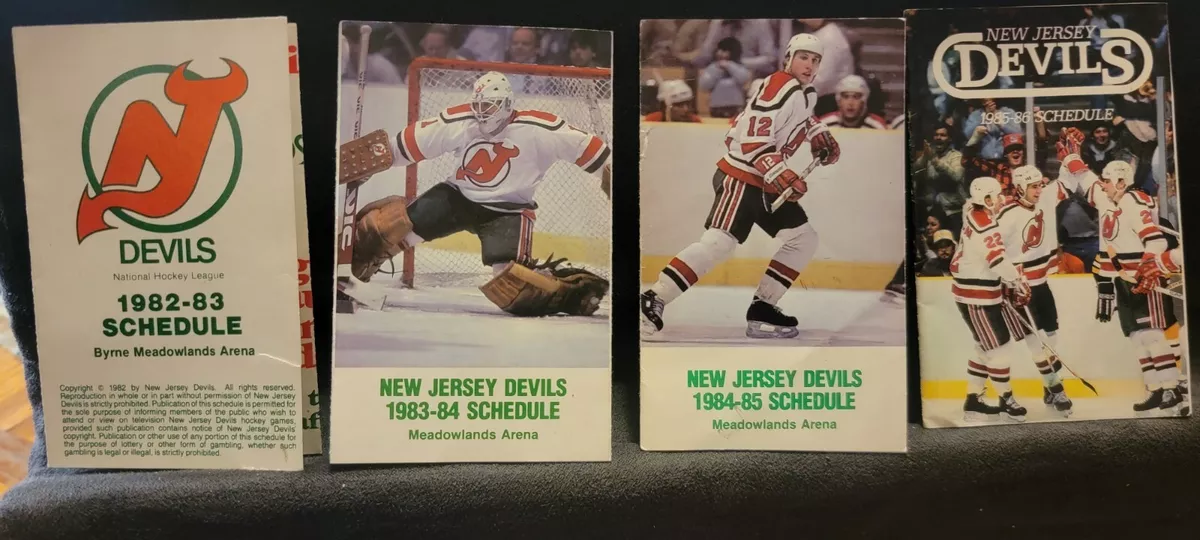 DEVILS
National Hockey League
1982-83
SCHEDULE
Byrne Meadowlands Arena
Copyright © 1982 by New Jersey Devils. All rights reserved.
Reproduction in whole or in part without permission of New Jersey
Devils is strictly prohibited. Publication of this schedule is permitted for
the sole purpose of informing members of the public who wish to
attend or view on television New Jersey Devils hockey games,
provided such publication contains notice of New Jersey Devils'
copyright. Publication or other use of any portion of this schedule for
the purpose of lottery or other form of gambling, whether such
gambling is legal or illegal, is strictly prohibited.
NEW JERSEY DEVILS
1983-84 SCHEDULE
Meadowlands Arena
12
12
NEW JERSEY DEVILS
1984-85 SCHEDULE
Meadowlands Arena
NEW JERSEY
DEVILS
1985-86 SCHEDULE
22